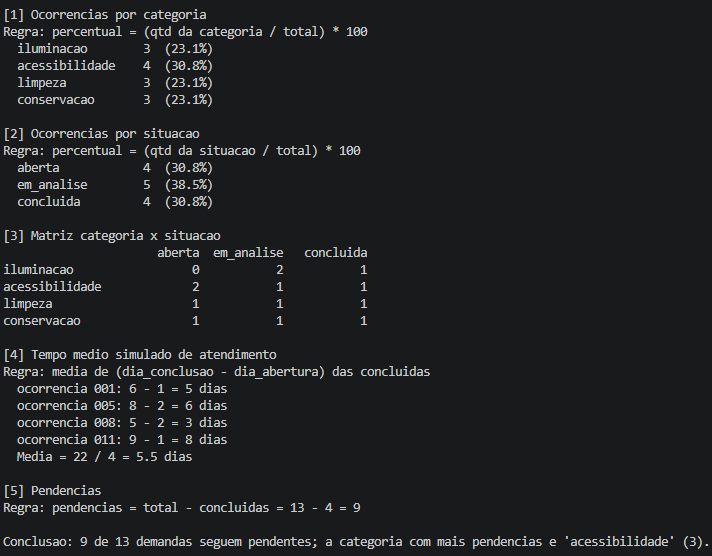 [1] Ocorrencias por categoria
Regra: percentual = (qtd da categoria / total) * 100
  iluminacao      3  (23.1%)
  acessibilidade    4  (30.8%)
  limpeza         3  (23.1%)
  conservacao     3  (23.1%)

[2] Ocorrencias por situacao
Regra: percentual = (qtd da situacao / total) * 100
  aberta          4  (30.8%)
  em_analise      5  (38.5%)
  concluida       4  (30.8%)

[3] Matriz categoria x situacao
                      aberta  em_analise   concluida
iluminacao                 0           2           1
acessibilidade             2           1           1
limpeza                    1           1           1
conservacao                1           1           1

[4] Tempo medio simulado de atendimento
Regra: media de (dia_conclusao - dia_abertura) das concluidas
  ocorrencia 001: 6 - 1 = 5 dias
  ocorrencia 005: 8 - 2 = 6 dias
  ocorrencia 008: 5 - 2 = 3 dias
  ocorrencia 011: 9 - 1 = 8 dias
  Media = 22 / 4 = 5.5 dias

[5] Pendencias
Regra: pendencias = total - concluidas = 13 - 4 = 9

Conclusao: 9 de 13 demandas seguem pendentes; a categoria com mais pendencias e 'acessibilidade' (3).